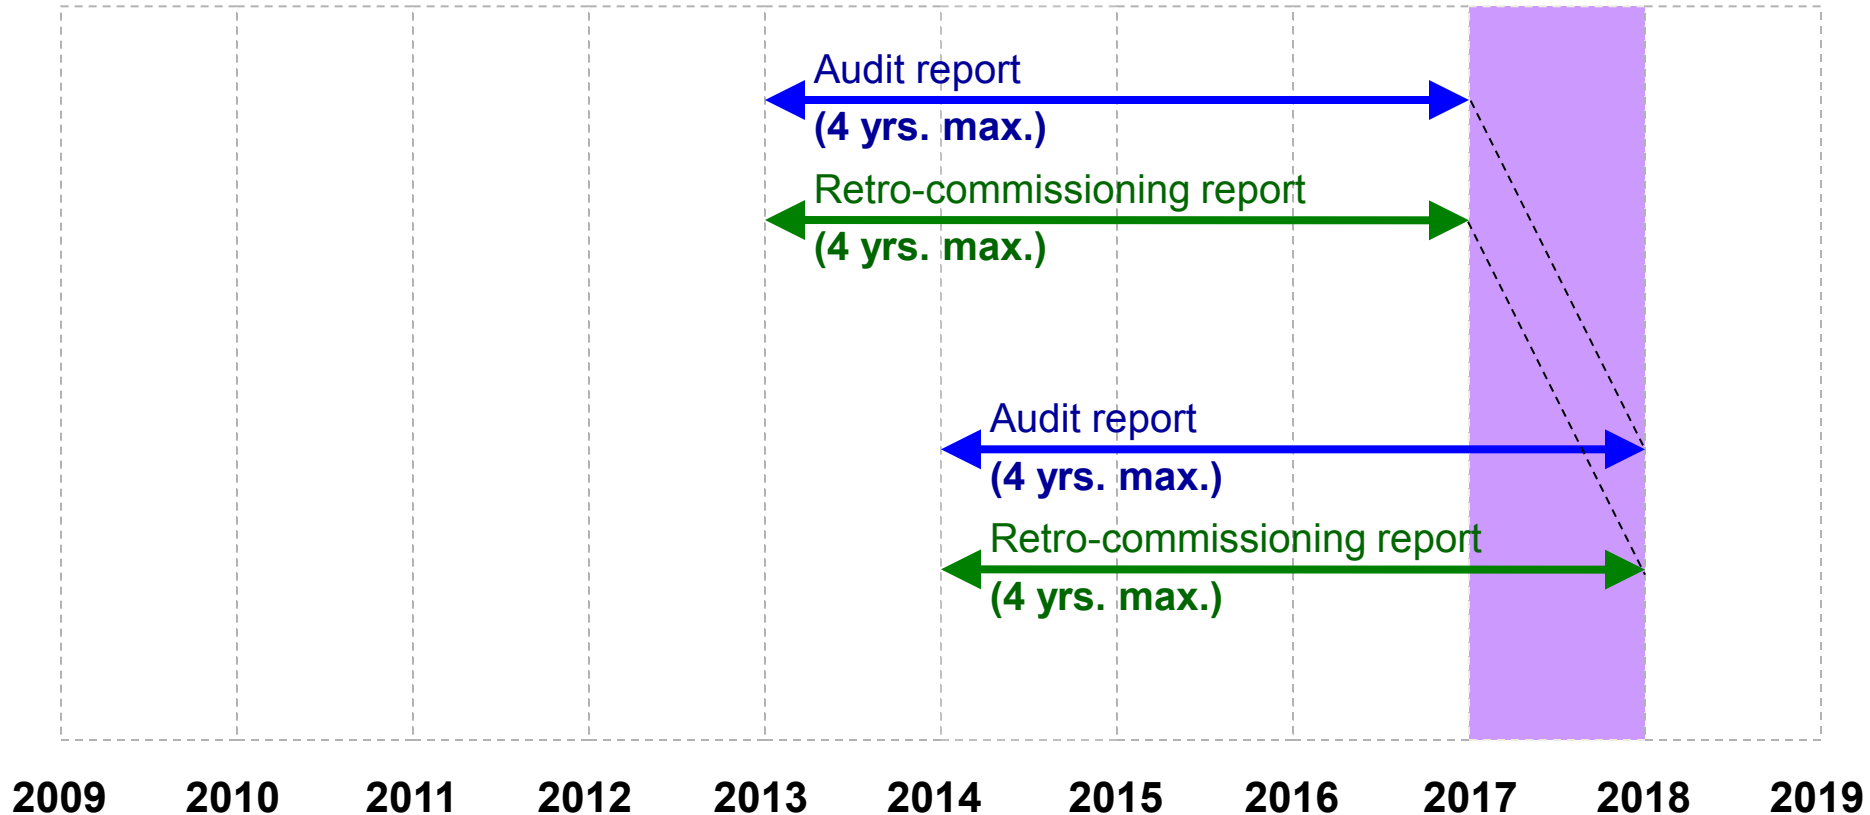 Audit report
(4 yrs. max.)
Retro-commissioning report
(4 yrs. max.)
Audit report
(4 yrs. max.)
Retro-commissioning report
(4 yrs. max.)
2009 2010 2011 2012 2013 2014 2015 2016 2017 2018 2019